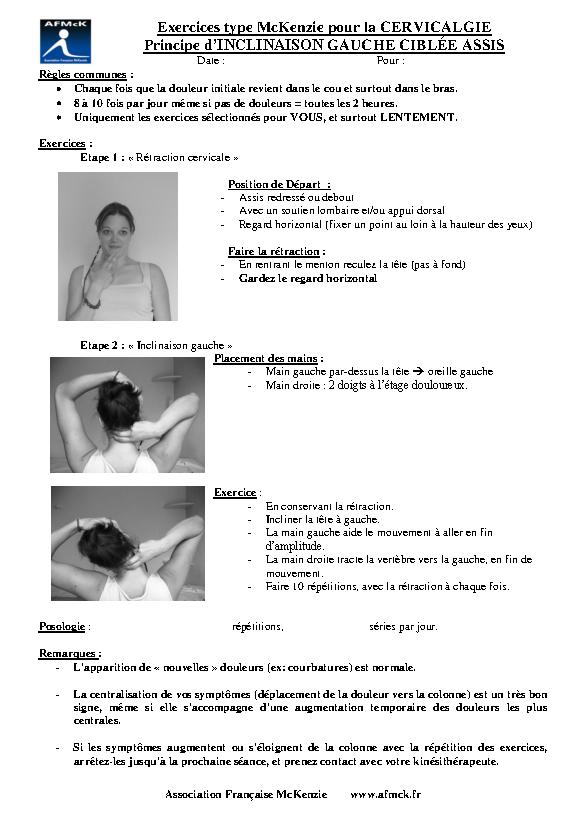 AFMcK
Association Française McKenzie
Exercices type McKenzie pour la CERVICALGIE
Principe d'INCLINAISON GAUCHE CIBLÉE ASSIS
Date : Pour :
Règles communes :
• Chaque fois que la douleur initiale revient dans le cou et surtout dans le bras.
• 8 à 10 fois par jour même si pas de douleurs = toutes les 2 heures.
• Uniquement les exercices sélectionnés pour VOUS, et surtout LENTEMENT.
Exercices :
Etape 1 : « Rétraction cervicale »
Position de Départ :
- Assis redressé ou debout
- Avec un soutien lombaire et/ou appui dorsal
- Regard horizontal (fixer un point au loin à la hauteur des yeux)
Faire la rétraction :
- En rentrant le menton reculez la tête (pas à fond)
- Gardez le regard horizontal
Etape 2 : « Inclinaison gauche »
Placement des mains :
- Main gauche par-dessus la tête → oreille gauche
- Main droite : 2 doigts à l'étage douloureux.
Exercice :
- En conservant la rétraction.
- Incliner la tête à gauche.
- La main gauche aide le mouvement à aller en fin
d'amplitude.
- La main droite tracte la vertèbre vers la gauche, en fin de
mouvement.
- Faire 10 répétitions, avec la rétraction à chaque fois.
Posologie : répétitions, séries par jour.
Remarques :
- L'apparition de « nouvelles » douleurs (ex: courbatures) est normale.
- La centralisation de vos symptômes (déplacement de la douleur vers la colonne) est un très bon
signe, même si elle s'accompagne d'une augmentation temporaire des douleurs les plus
centrales.
- Si les symptômes augmentent ou s'éloignent de la colonne avec la répétition des exercices,
arrêtez-les jusqu'à la prochaine séance, et prenez contact avec votre kinésithérapeute.
Association Française McKenzie www.afmck.fr